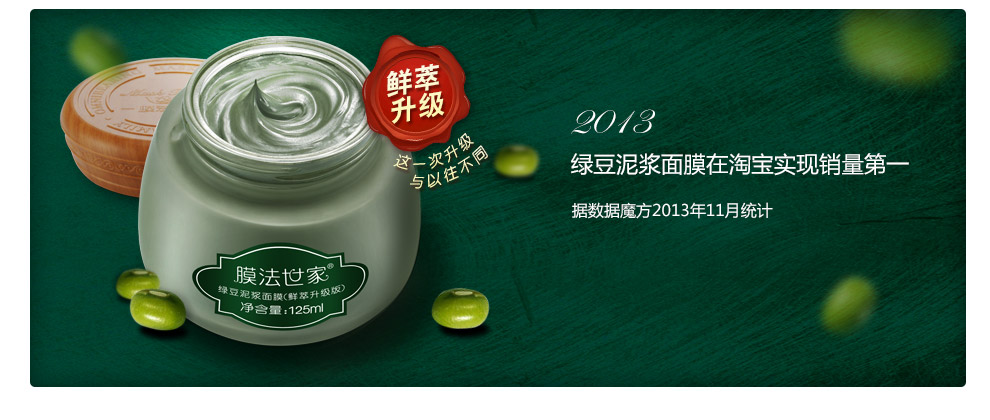 鲜萃
升级
这一次升级
与以往不同
2013
绿豆泥浆面膜在淘宝实现销量第一
据数据魔方2013年11月统计
膜法世家®
绿豆泥浆面膜(鲜萃升级版)
净含量:125ml